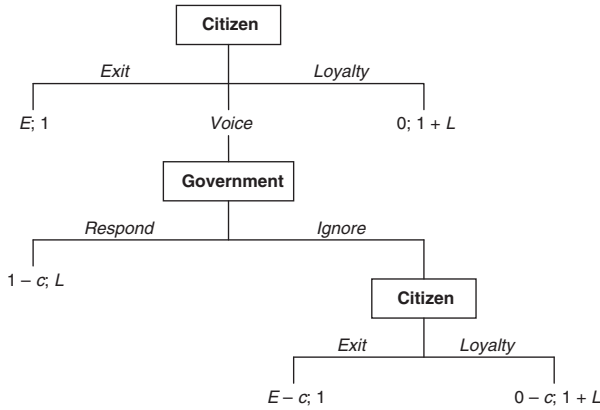 Citizen
Exit Loyalty
E; 1 Voice 0; 1 + L
Government
Respond Ignore
1 – c; L
Citizen
Exit Loyalty
E – c; 1 0 – c; 1 + L